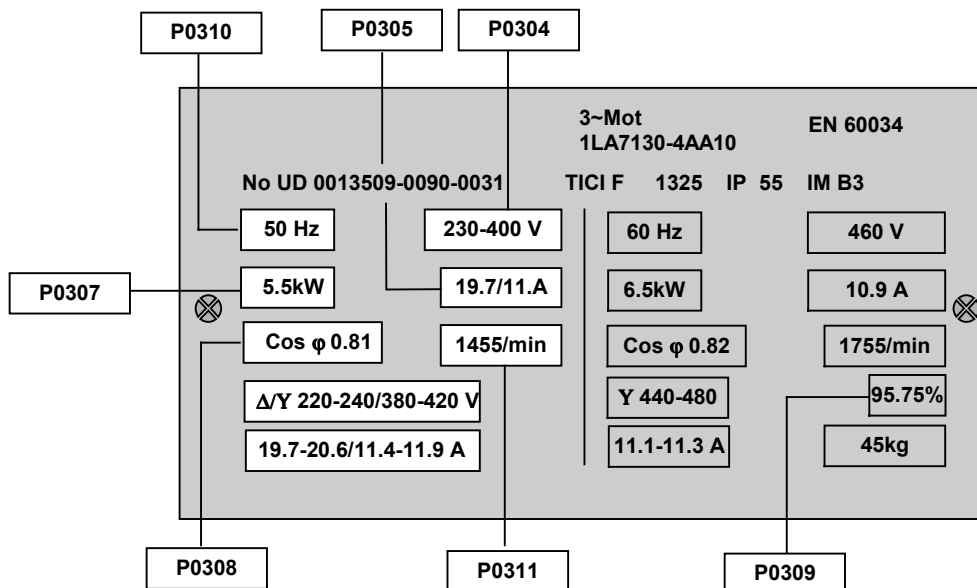 P0310
P0305
P0304
3~Mot
1LA7130-4AA10
EN 60034
No UD 0013509-0090-0031
TICI F 1325 IP 55 IM B3
50 Hz
230-400 V
60 Hz
460 V
P0307
5.5kW
19.7/11.A
6.5kW
10.9 A
Cos φ 0.81
1455/min
Cos φ 0.82
1755/min
Δ/Y 220-240/380-420 V
Y 440-480
95.75%
19.7-20.6/11.4-11.9 A
11.1-11.3 A
45kg
P0308
P0311
P0309